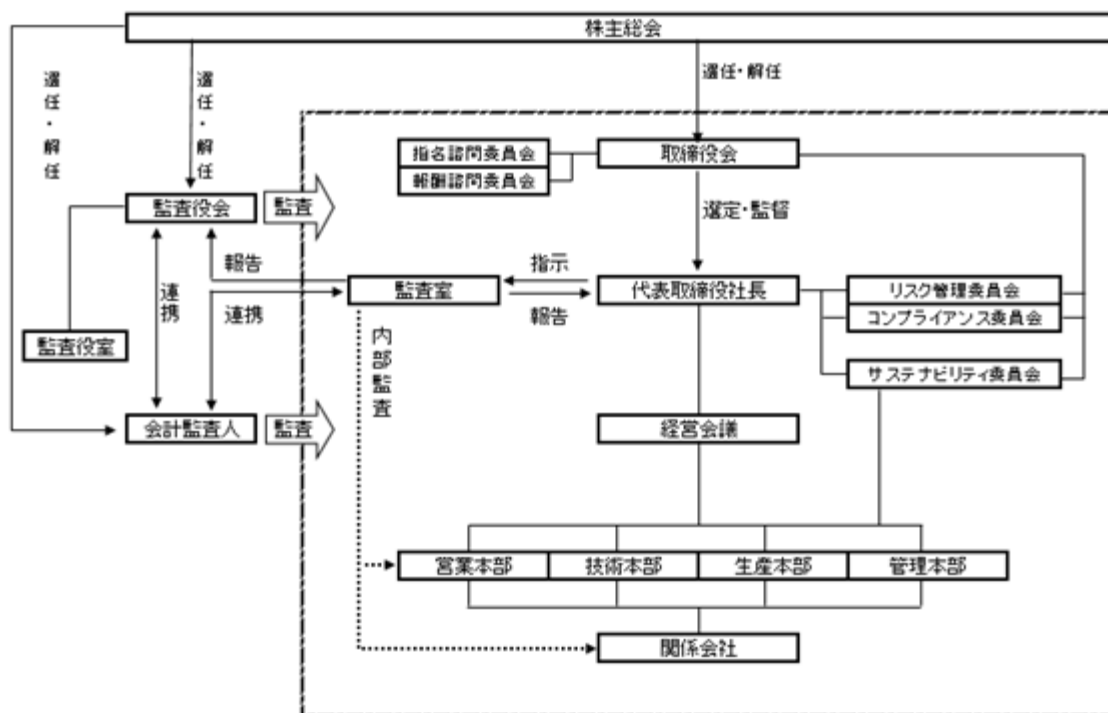 株主総会
選任・解任
選任・解任
選任・解任
指名諮問委員会
取締役会
報酬諮問委員会
監査役会
監査
選定・監督
報告
指示
監査室
代表取締役社長
リスク管理委員会
連携
連携
報告
コンプライアンス委員会
監査役室
内部監査
サステナビリティ委員会
会計監査人
監査
経営会議
営業本部
技術本部
生産本部
管理本部
関係会社